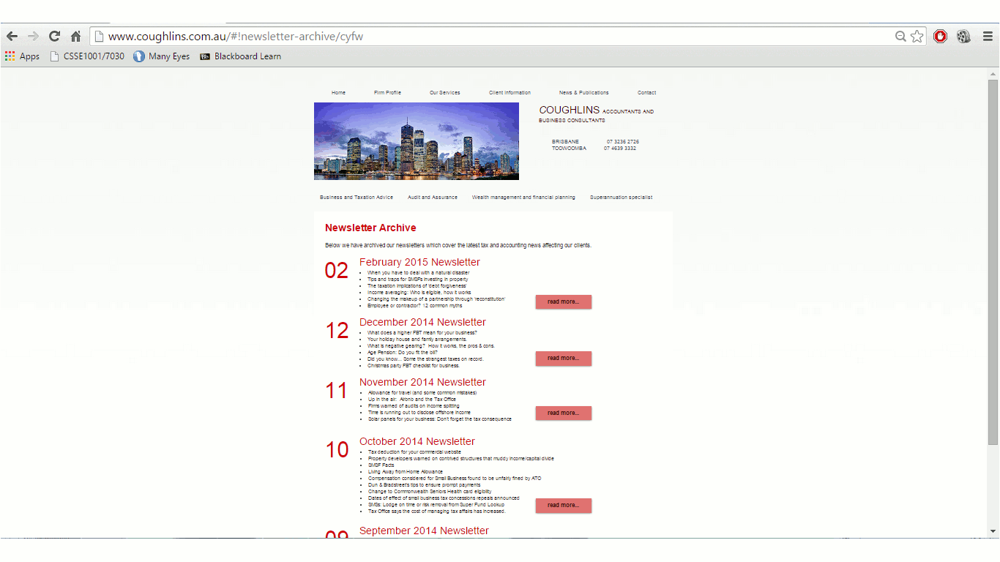 www.coughlins.com.au/#!newsletter-archive/cyfw
Apps CSSE1001/7030 Many Eyes Bb Blackboard Learn
Home Firm Profile Our Services Client Information News & Publications Contact
COUGHLINS ACCOUNTANTS AND
BUSINESS CONSULTANTS
BRISBANE 07 3236 2726
TOOWOOMBA 07 4639 3332
Business and Taxation Advice Audit and Assurance Wealth management and financial planning Superannuation specialist
Newsletter Archive
Below we have archived our newsletters which cover the latest tax and accounting news affecting our clients.
02
February 2015 Newsletter
• When you have to deal with a natural disaster
• Tips and traps for SMSFs investing in property
• The taxation implications of 'debt forgiveness'
• Income averaging: Who is eligible, how it works
• Changing the makeup of a partnership through 'reconstitution'
• Employee or contractor? 12 common myths
read more...
12
December 2014 Newsletter
• What does a higher FBT mean for your business?
• Your holiday house and family arrangements.
• What is negative gearing? How it works, the pros & cons.
• Age Pension: Do you fit the bill?
• Did you know... Some the strangest taxes on record.
• Christmas party FBT checklist for business.
read more...
11
November 2014 Newsletter
• Allowance for travel (and some common mistakes)
• Up in the air: Airbnb and the Tax Office
• Firms warned of audits on income splitting
• Time is running out to disclose offshore income
• Solar panels for your business: Don't forget the tax consequence
read more...
10
October 2014 Newsletter
• Tax deduction for your commercial website
• Property developers warned on contrived structures that muddy income/capital divide
• SMSF Facts
• Living Away from Home Allowance
• Compensation considered for Small Business found to be unfairly fined by ATO
• Dun & Bradstreet's tips to ensure prompt payments
• Change to Commonwealth Seniors Health card eligibility
• Dates of effect of small business tax concessions repeals announced
• SMSs: Lodge on time or risk removal from Super Fund Lookup
• Tax Office says the cost of managing tax affairs has increased.
read more...
09
September 2014 Newsletter